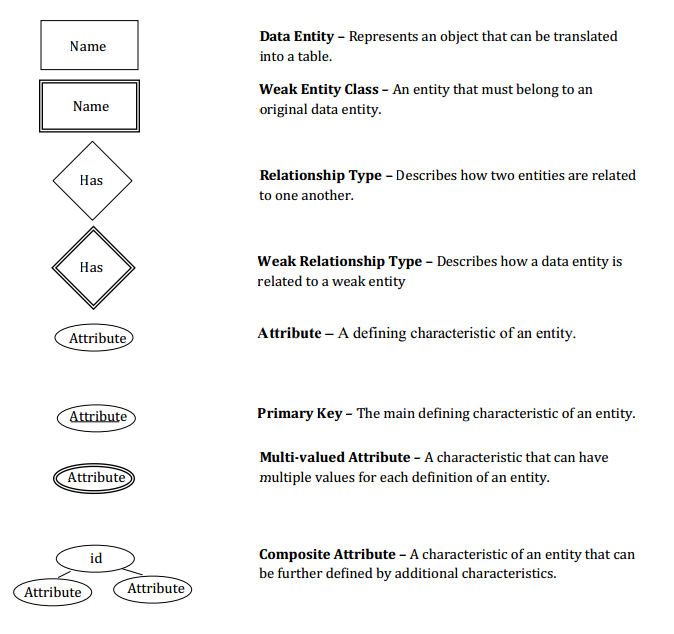 Name
Data Entity – Represents an object that can be translated
into a table.
Name
Weak Entity Class – An entity that must belong to an
original data entity.
Has
Relationship Type – Describes how two entities are related
to one another.
Has
Weak Relationship Type – Describes how a data entity is
related to a weak entity
Attribute
Attribute – A defining characteristic of an entity.
Attribute
Primary Key – The main defining characteristic of an entity.
Attribute
Multi-valued Attribute – A characteristic that can have
multiple values for each definition of an entity.
id
Attribute
Attribute
Composite Attribute – A characteristic of an entity that can
be further defined by additional characteristics.